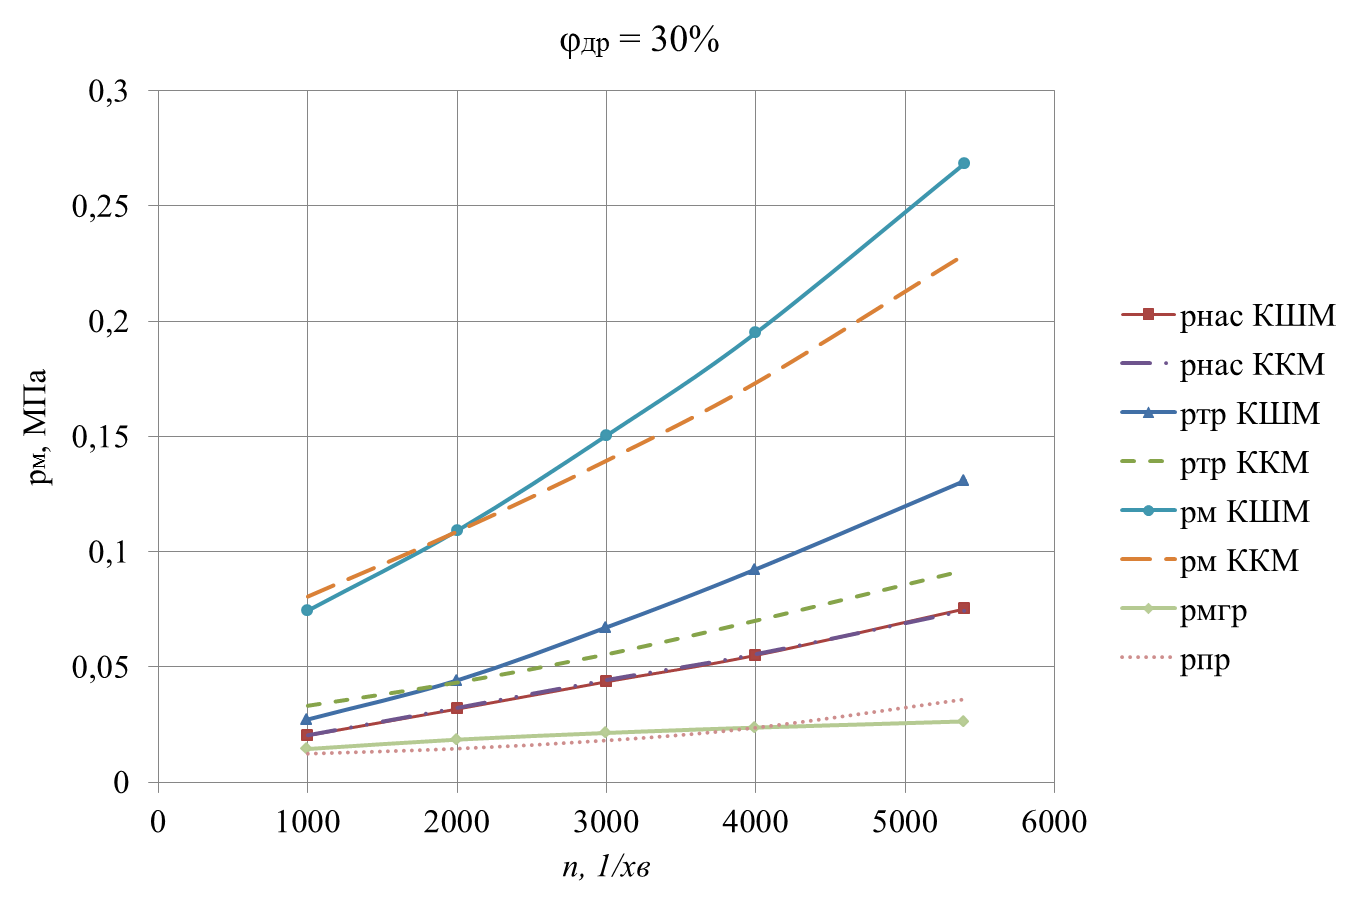 φдр = 30%
0,3
0,25
0,2
0,15
0,1
0,05
0
рм, МПа
0 1000 2000 3000 4000 5000 6000
n, 1/хв
рнас КШМ
рнас ККМ
ртр КШМ
ртр ККМ
рм КШМ
рм ККМ
рмгр
рпр